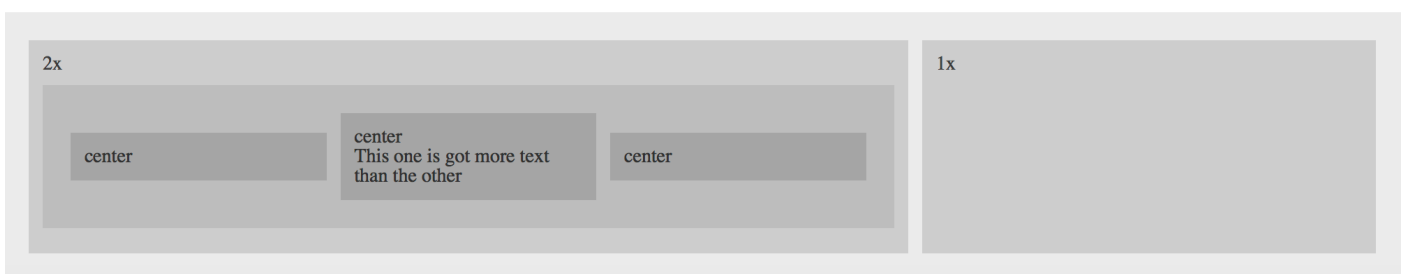 2x
center
center
This one is got more text
than the other
center
1x